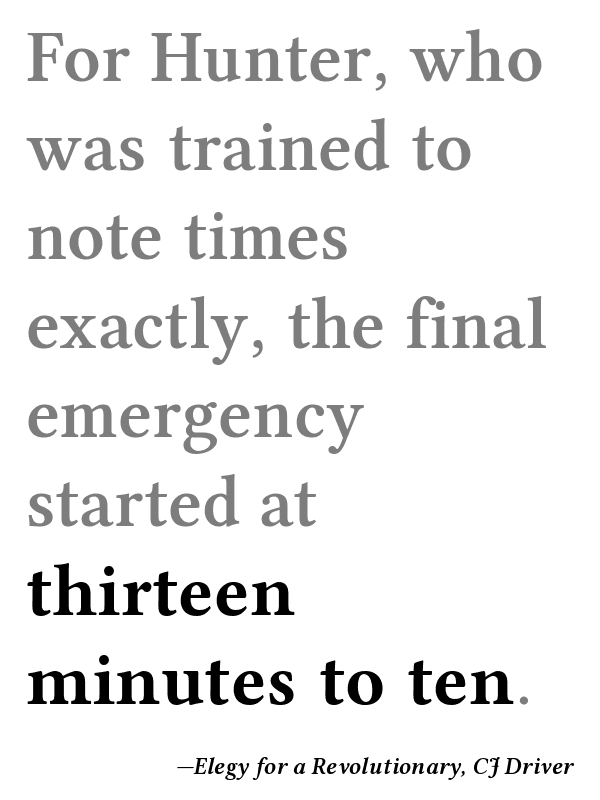 For Hunter, who
was trained to
note times
exactly, the final
emergency
started at
thirteen
minutes to ten.
—Elegy for a Revolutionary, CJ Driver